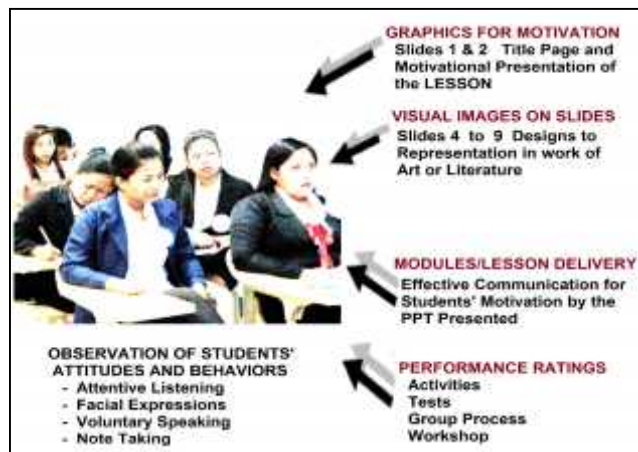 GRAPHICS FOR MOTIVATION
Slides 1 & 2 Title Page and
Motivational Presentation of
the LESSON
VISUAL IMAGES ON SLIDES
Slides 4 to 9 Designs to
Representation in work of
Art or Literature
MODULES/LESSON DELIVERY
Effective Communication for
Students' Motivation by the
PPT Presented
PERFORMANCE RATINGS
Activities
Tests
Group Process
Workshop
OBSERVATION OF STUDENTS'
ATTITUDES AND BEHAVIORS
- Attentive Listening
- Facial Expressions
- Voluntary Speaking
- Note Taking